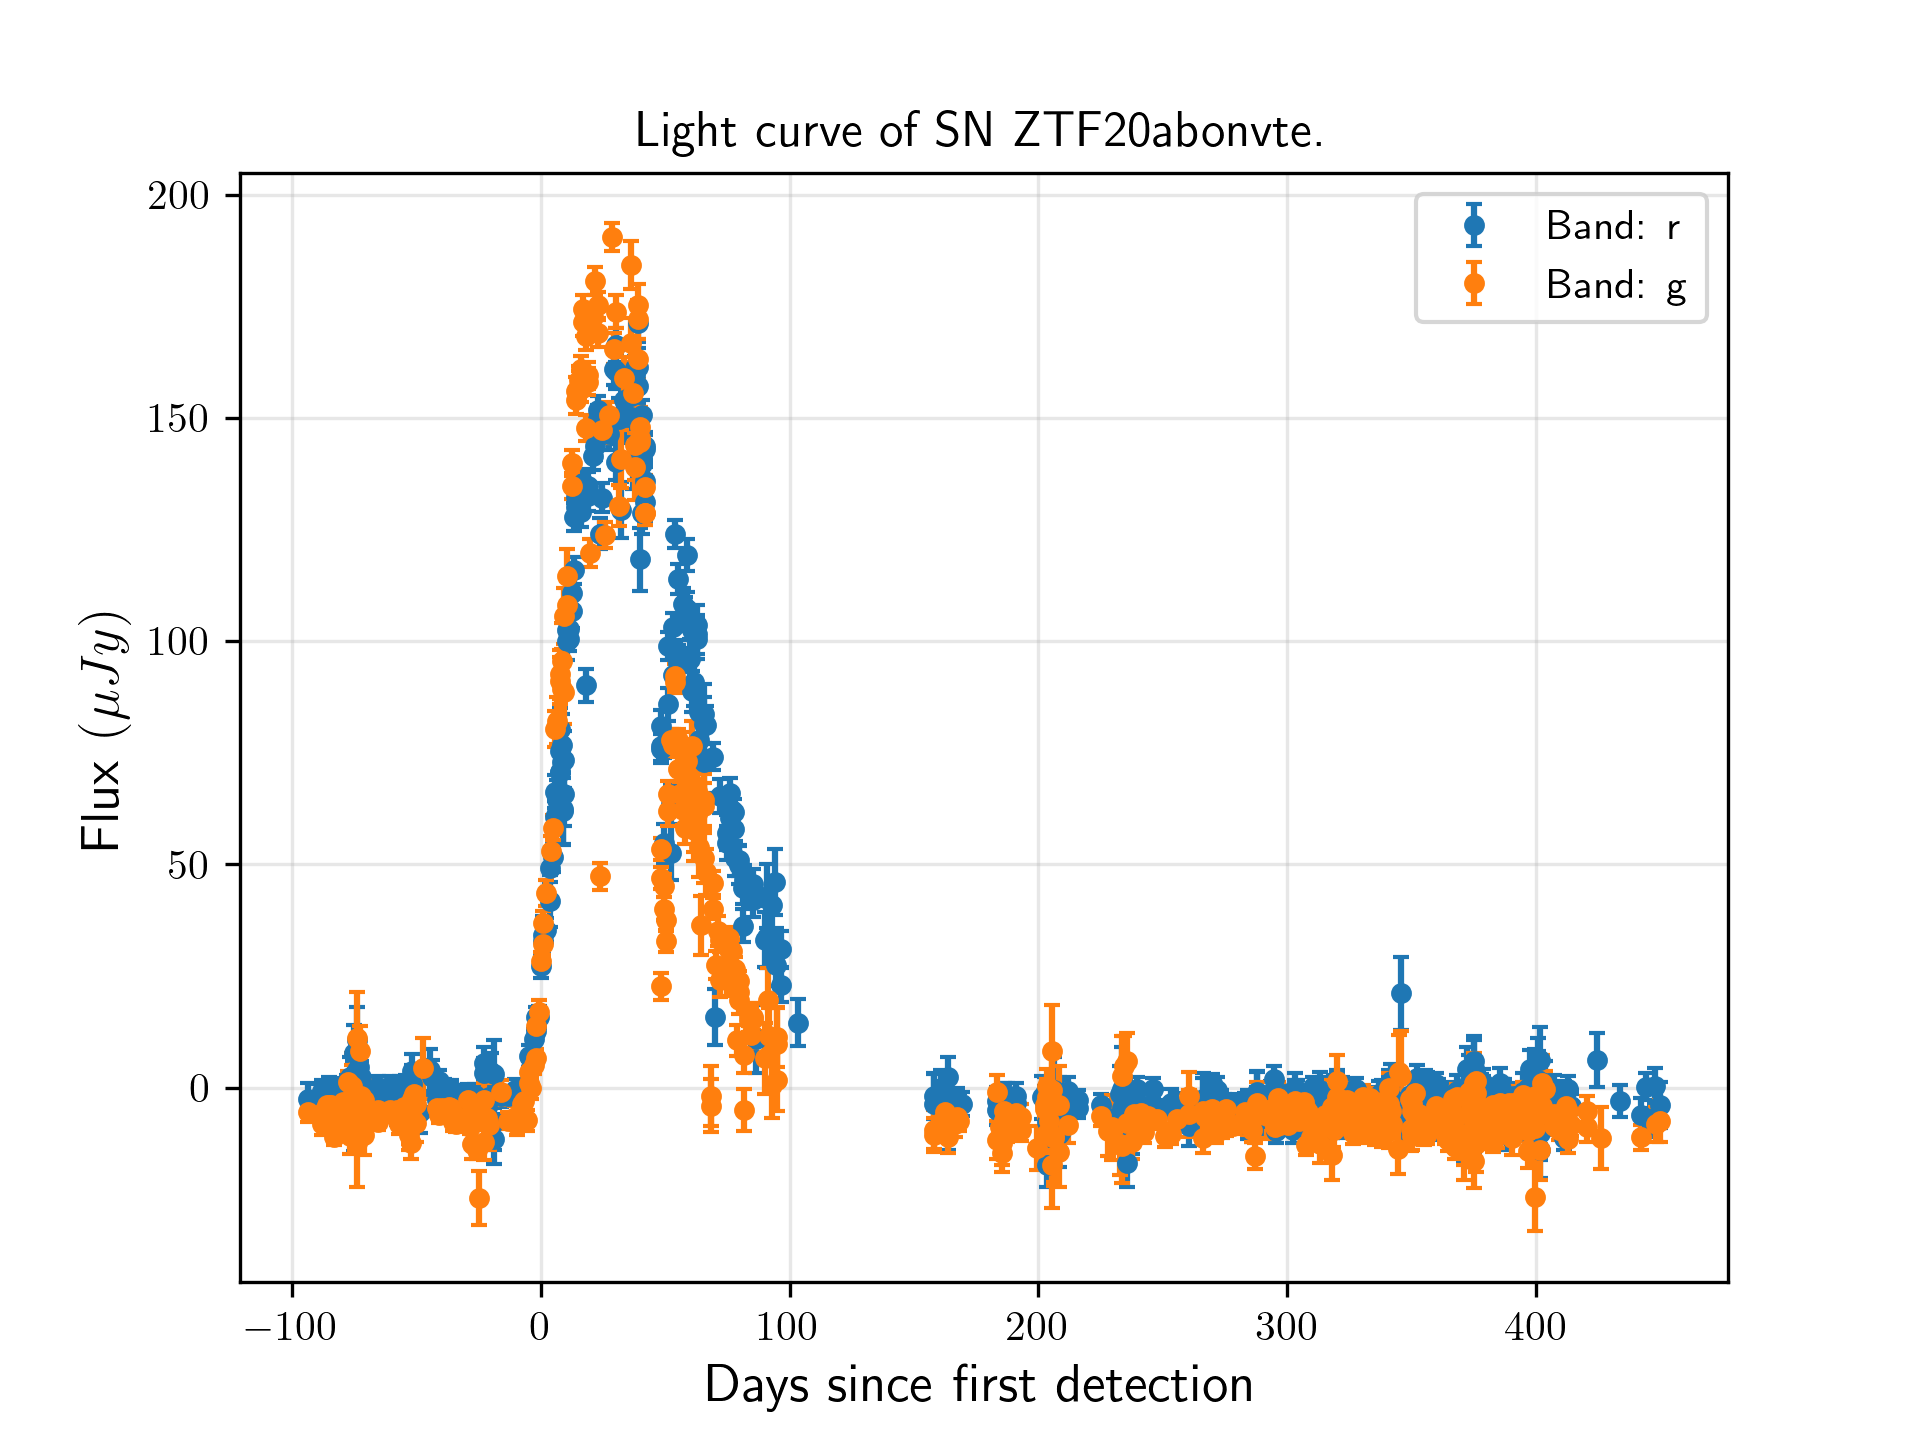 Light curve of SN ZTF20abonvte.
Band: r
Band: g
Flux (μJy)
200
150
100
50
0
−100 0 100 200 300 400
Days since first detection